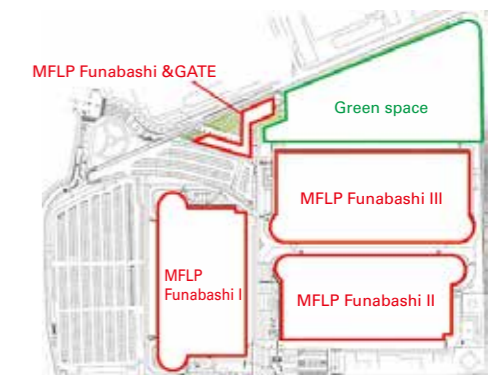 MFLP Funabashi &GATE
Green space
MFLP Funabashi III
MFLP
Funabashi I
MFLP Funabashi II